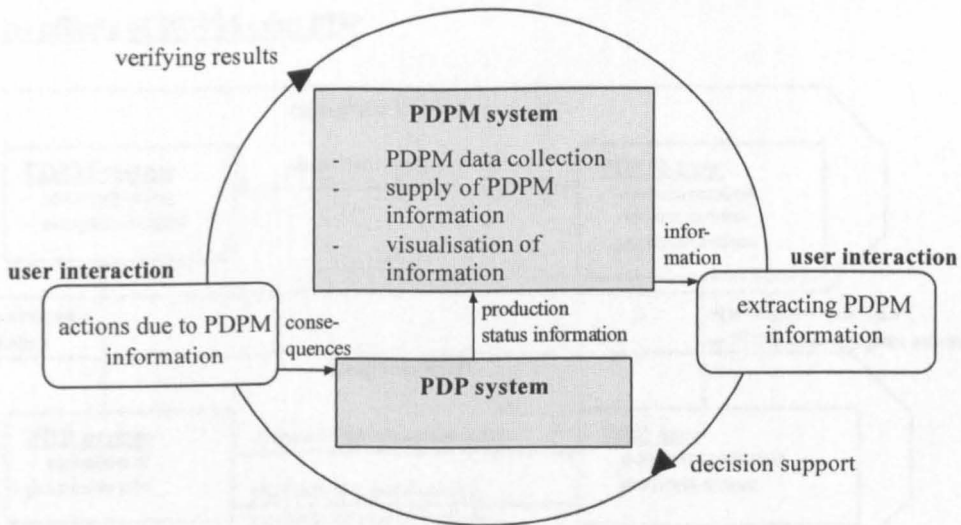 verifying results
PDPM system
- PDPM data collection
- supply of PDPM
information
- visualisation of
information
infor-
mation
user interaction
user interaction
actions due to PDPM
information
conse-
quences
production
status information
extracting PDPM
information
PDP system
decision support